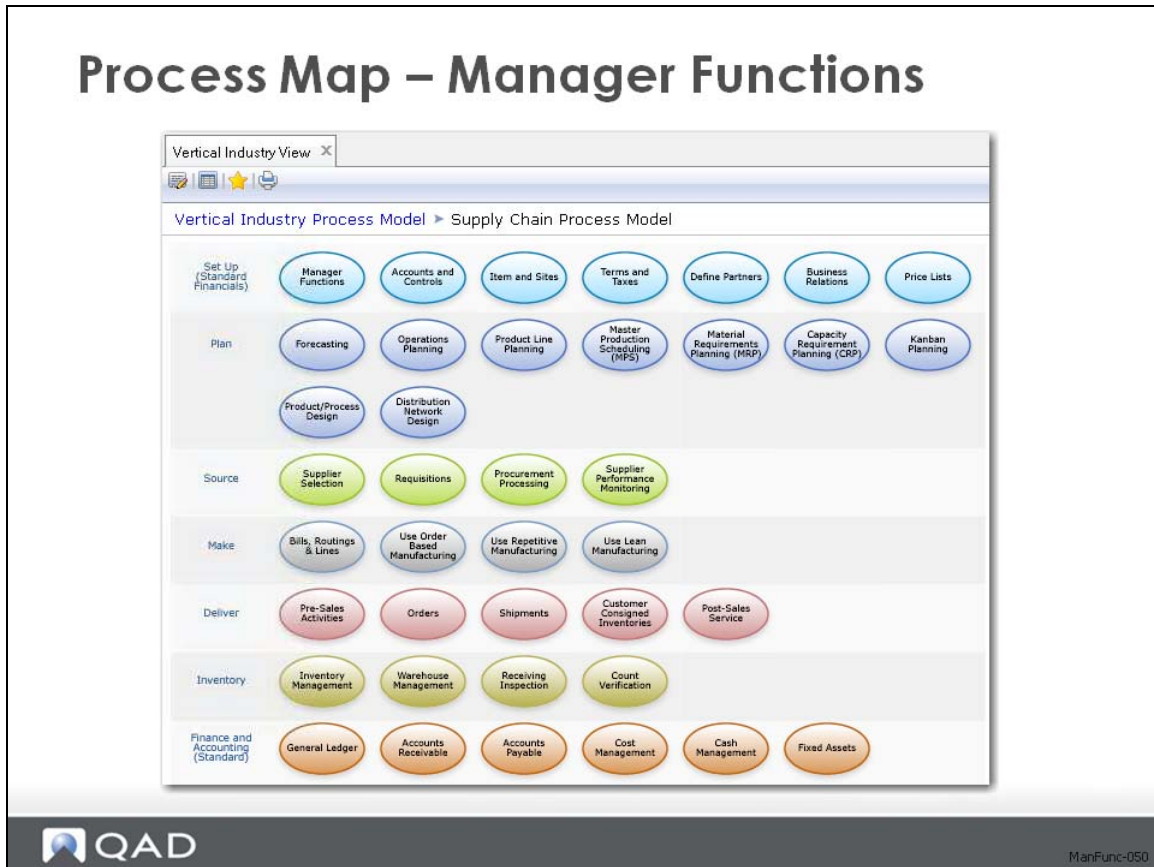 Process Map – Manager Functions
Vertical Industry View
Vertical Industry Process Model ► Supply Chain Process Model
Set Up
(Standard
Financials)
Manager
Functions
Accounts and
Controls
Item and Sites
Terms and
Taxes
Define Partners
Business
Relations
Price Lists
Plan
Forecasting
Operations
Planning
Product Line
Planning
Master
Production
Scheduling
(MPS)
Material
Requirements
Planning (MRP)
Capacity
Requirement
Planning (CRP)
Kanban
Planning
Product/Process
Design
Distribution
Network
Design
Source
Supplier
Selection
Requisitions
Procurement
Processing
Supplier
Performance
Monitoring
Make
Bills, Routings
& Lines
Use Order
Based
Manufacturing
Use Repetitive
Manufacturing
Use Lean
Manufacturing
Deliver
Pre-Sales
Activities
Orders
Shipments
Customer
Consigned
Inventories
Post-Sales
Service
Inventory
Inventory
Management
Warehouse
Management
Receiving
Inspection
Count
Verification
Finance and
Accounting
(Standard)
General Ledger
Accounts
Receivable
Accounts
Payable
Cost
Management
Cash
Management
Fixed Assets
QAD
ManFunc-050